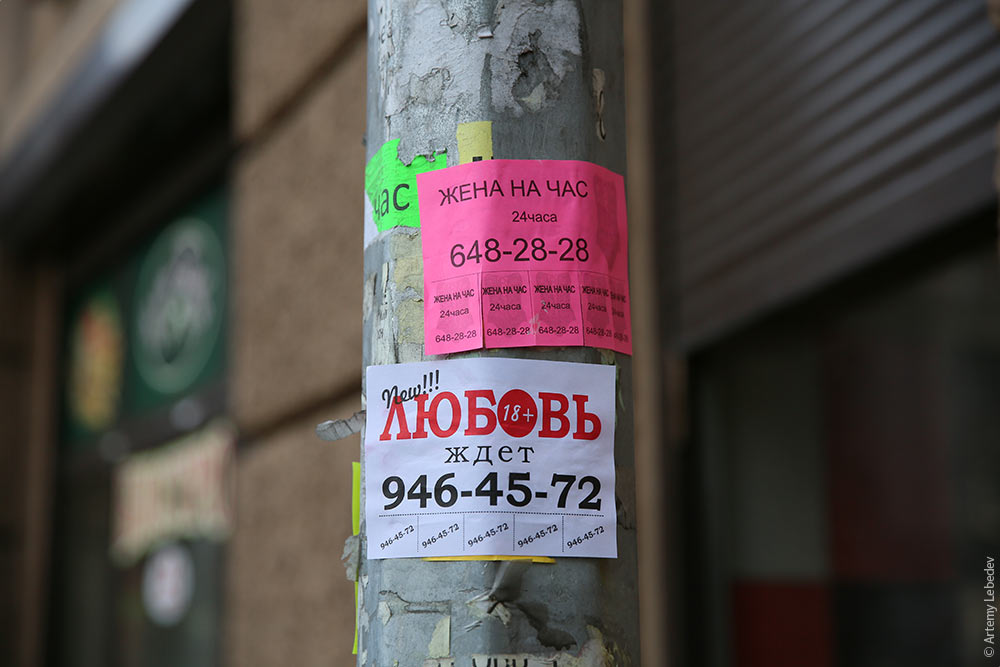 час
ЖЕНА НА ЧАС
24часа
648-28-28
ЖЕНА НА ЧАС
24часа
648-28-28
ЖЕНА НА ЧАС
24часа
648-28-28
ЖЕНА НА ЧАС
24часа
648-28-28
ЖЕНА НА ЧАС
24часа
648-28-28
New!!!
ЛЮБОВЬ
18+
ждет
946-45-72
946-45-72
946-45-72
946-45-72
946-45-72
946-45-72
© Artemy Lebedev